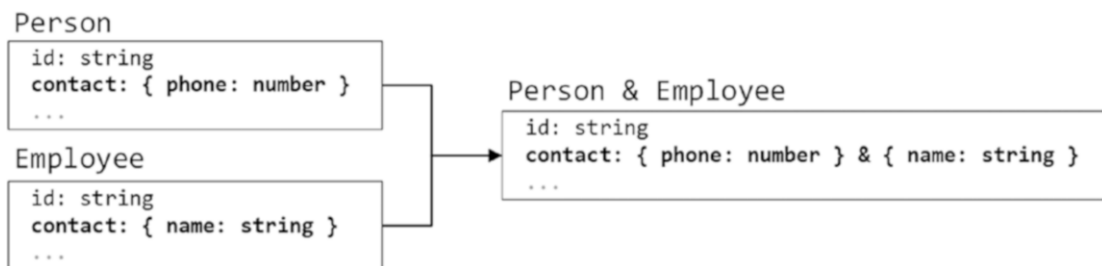 Person
id: string
contact: { phone: number }
...
Employee
id: string
contact: { name: string }
...
Person & Employee
id: string
contact: { phone: number } & { name: string }
...